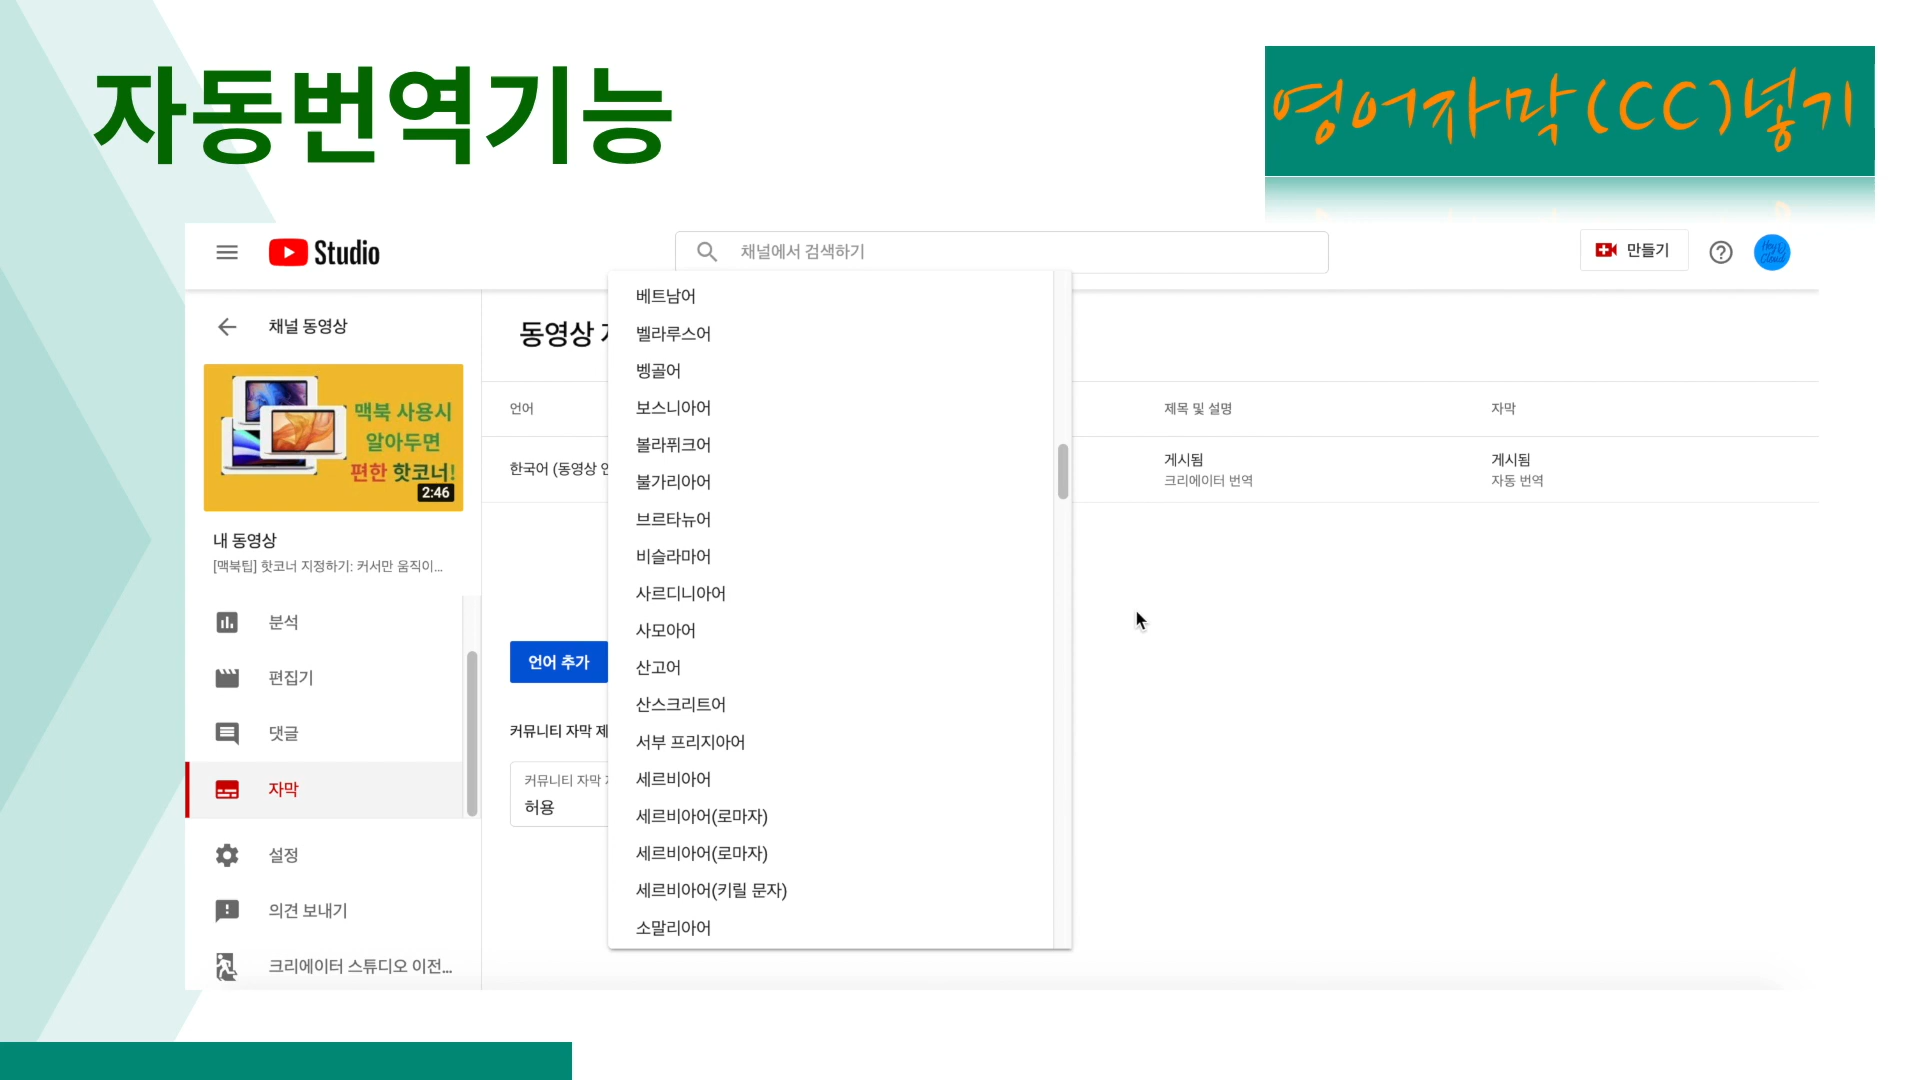 자동번역기능
영어자막(CC)넣기
Studio
채널에서 검색하기
만들기
채널 동영상
맥북 사용시
알아두면
편한 핫코너!
2:46
내 동영상
[맥북팁] 핫코너 지정하기: 커서만 움직이...
분석
편집기
댓글
자막
설정
의견 보내기
크리에이터 스튜디오 이전...
동영상
언어
제목 및 설명
자막
한국어 (동영상
게시됨
게시됨
크리에이터 번역
자동 번역
언어 추가
커뮤니티 자막 제
커뮤니티 자막
허용
베트남어
벨라루스어
벵골어
보스니아어
볼라퓌크어
불가리아어
브르타뉴어
비슬라마어
사르디니아어
사모아어
산고어
산스크리트어
서부 프리지아어
세르비아어
세르비아어(로마자)
세르비아어(로마자)
세르비아어(키릴 문자)
소말리아어